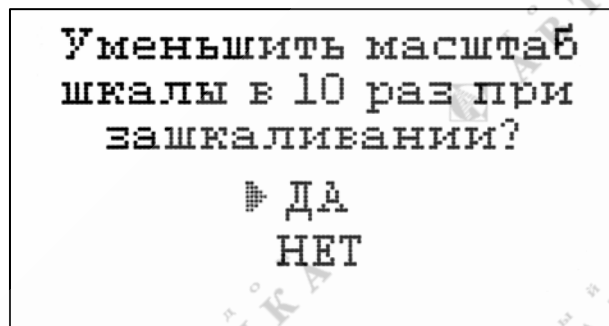 Уменьшить масштаб
шкалы в 10 раз при
зашкаливании?
ДА
НЕТ